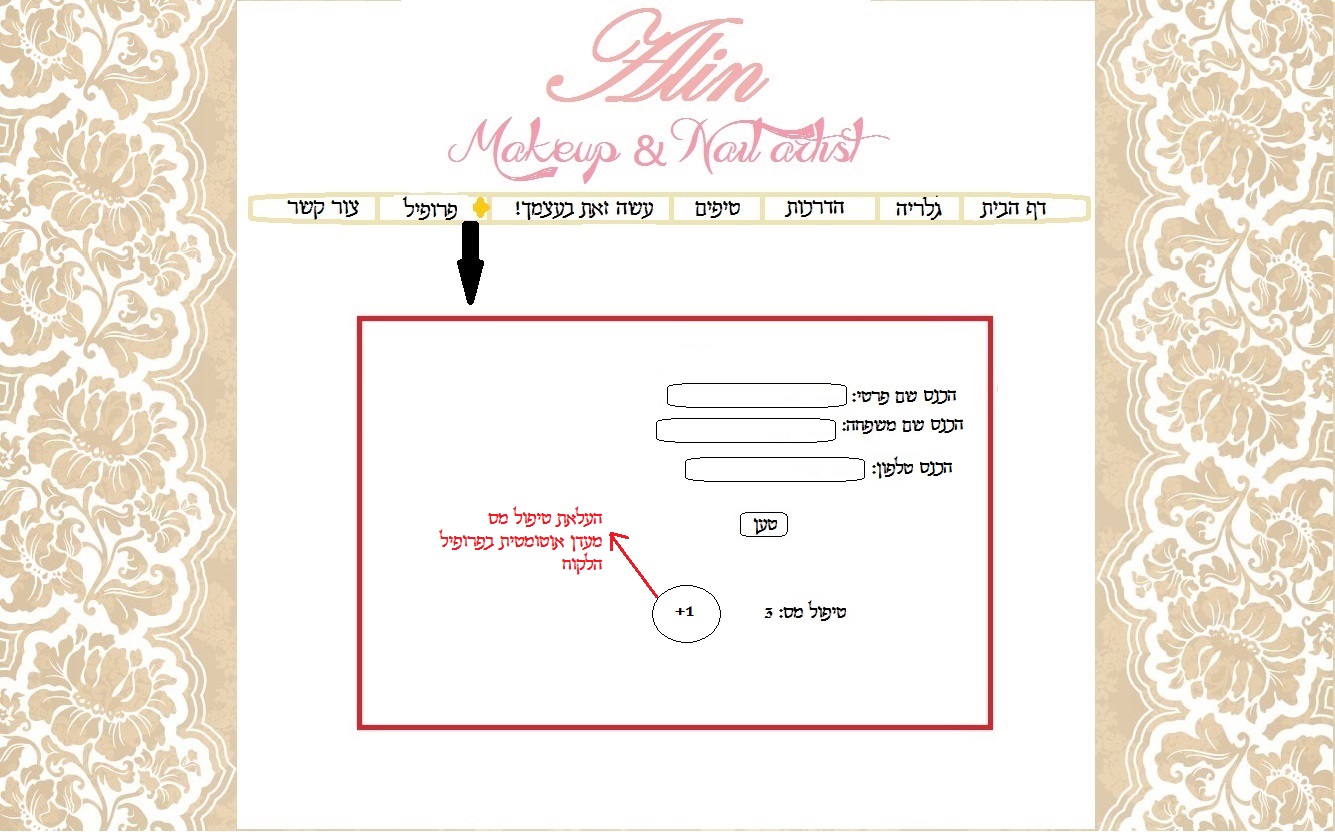 Alin
Makeup & Nail artist
דף הבית
גלריה
הדרכות
טיפים
עשה זאת בעצמך!
פרופיל
צור קשר
הכנס שם פרטי:
הכנס שם משפחה:
הכנס טלפון:
טען
העלאת טיפול מס
מעדן אוטומטית בפרופיל
הלקוח
טיפול מס: 3
+1